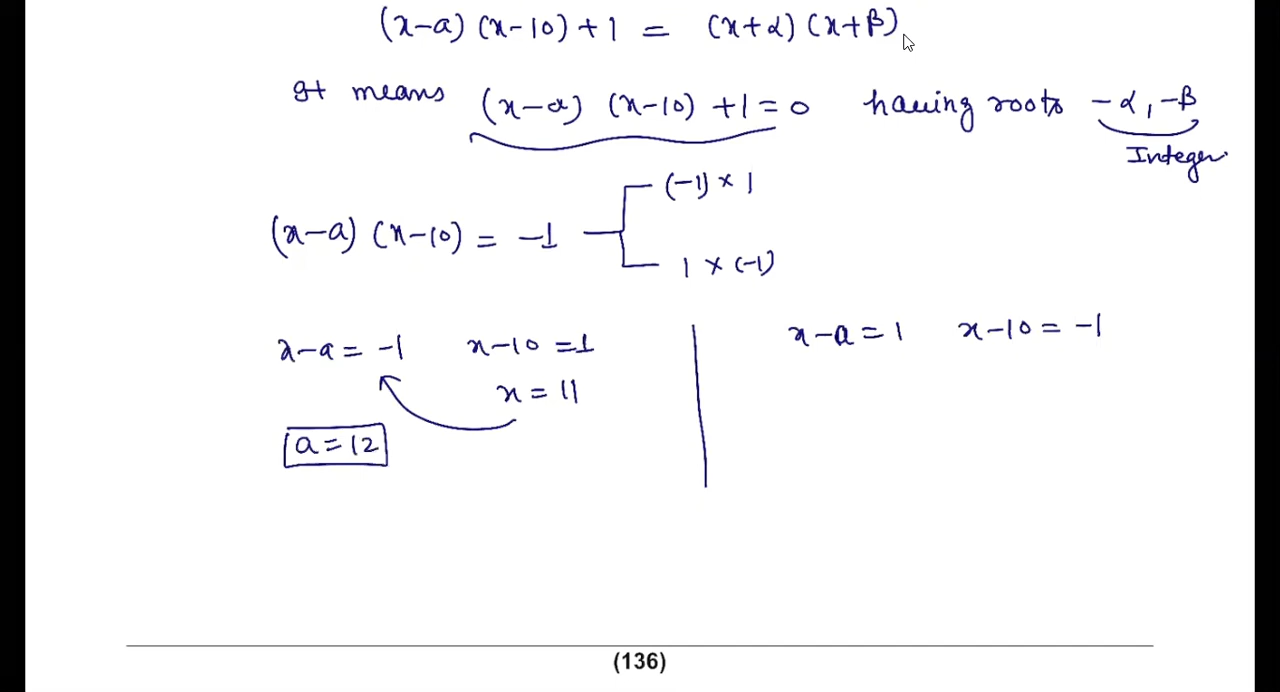 (x-a) (x-10) + 1 = (x+α) (x+β)
It means (x-a) (x-10) + 1 = 0 having roots -α, -β
Integer.
(-1) × 1
(x-a) (x-10) = -1
1 × (-1)
x-a = -1 x-10 = 1 x-a = 1 x-10 = -1
x = 11
a = 12
(136)